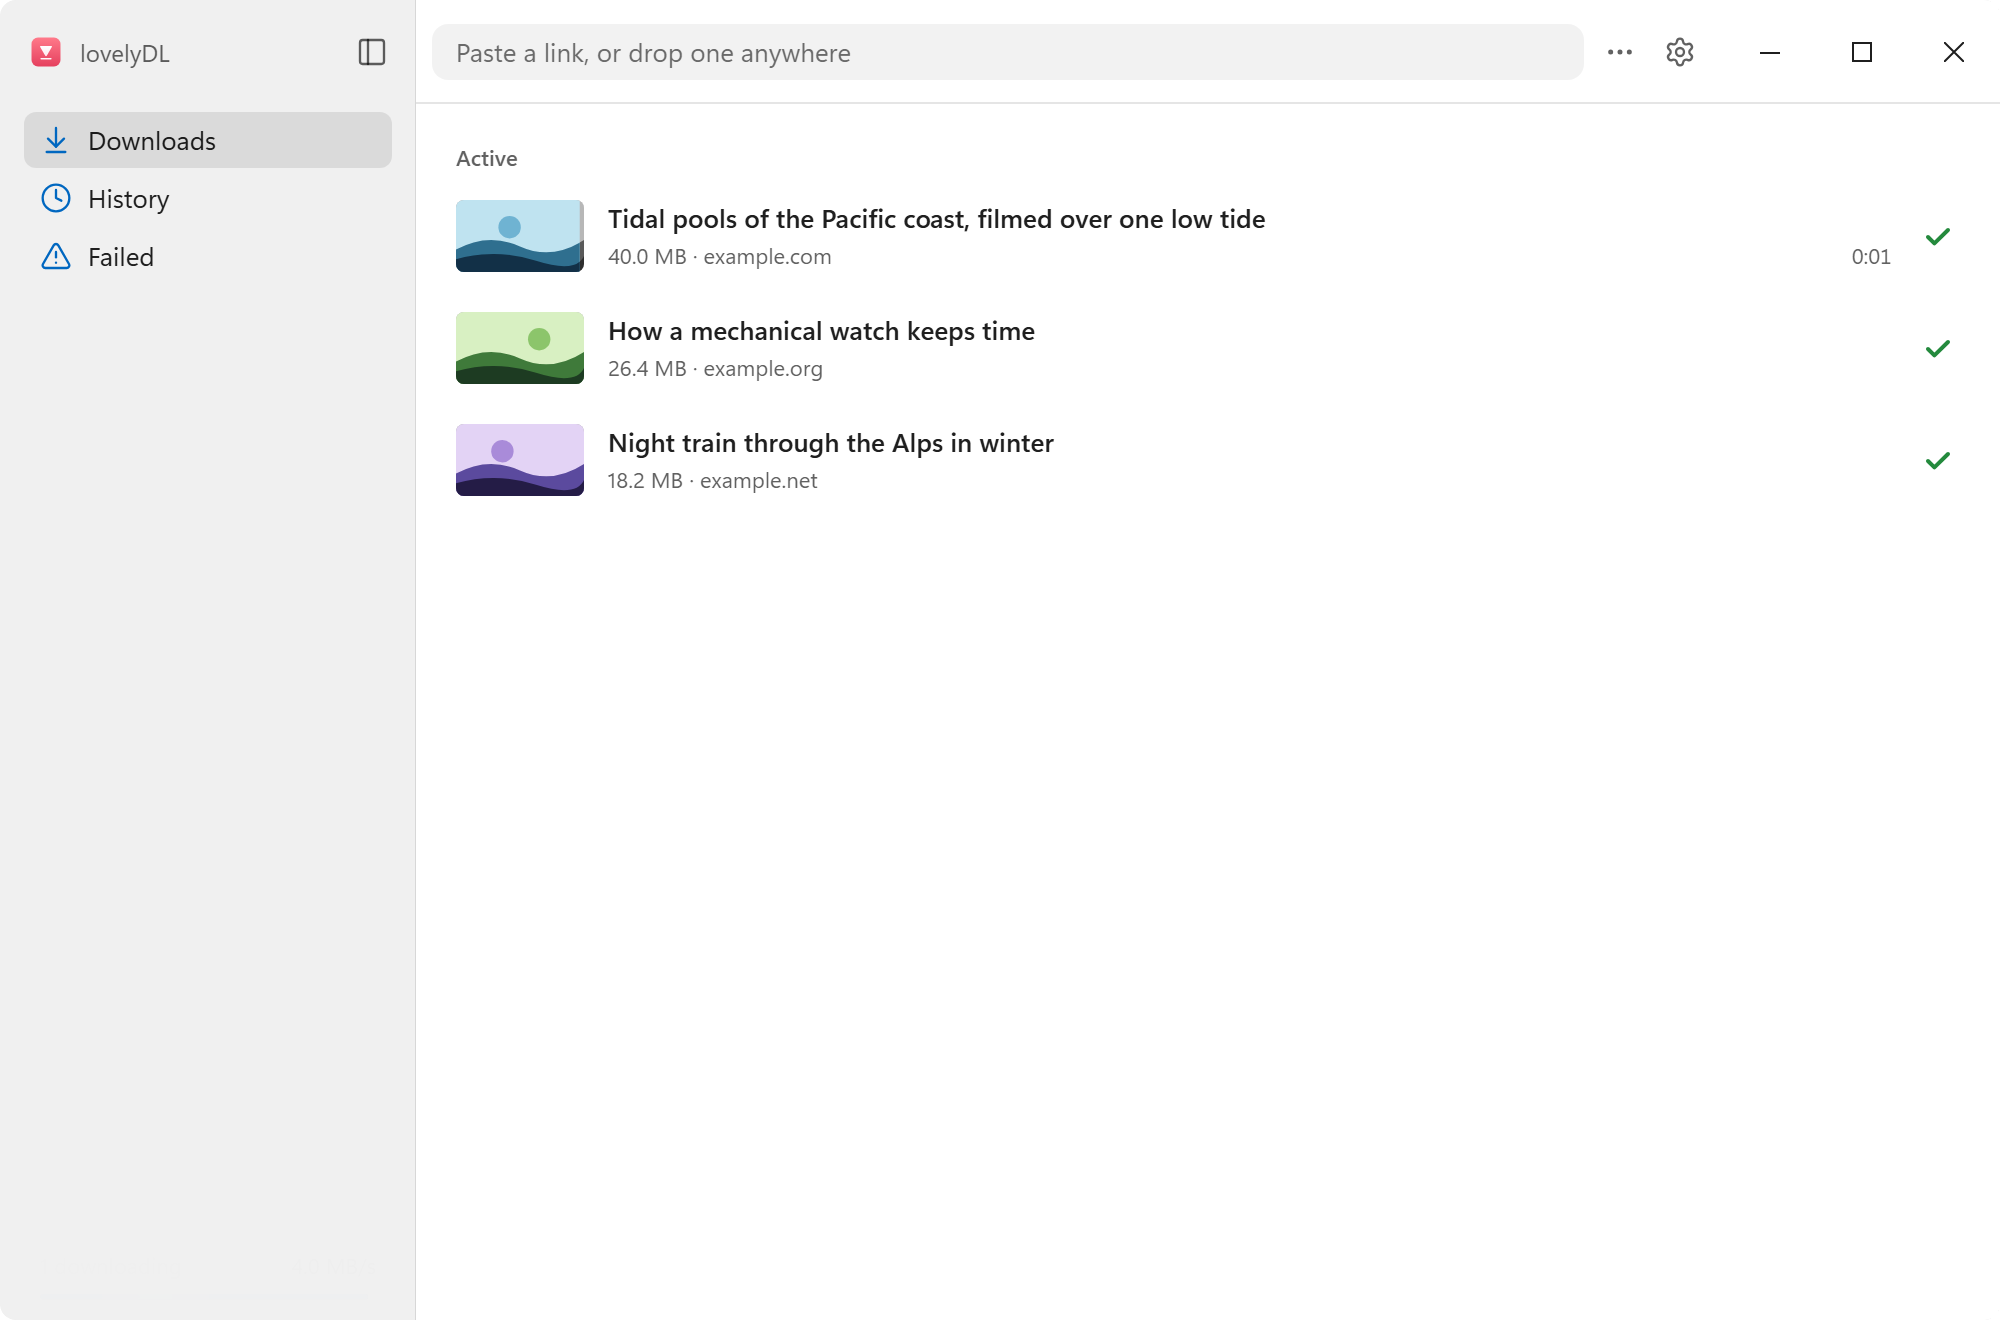 lovelyDL
Paste a link, or drop one anywhere
Downloads
History
Failed
Active
Tidal pools of the Pacific coast, filmed over one low tide
40.0 MB · example.com
0:01
How a mechanical watch keeps time
26.4 MB · example.org
Night train through the Alps in winter
18.2 MB · example.net